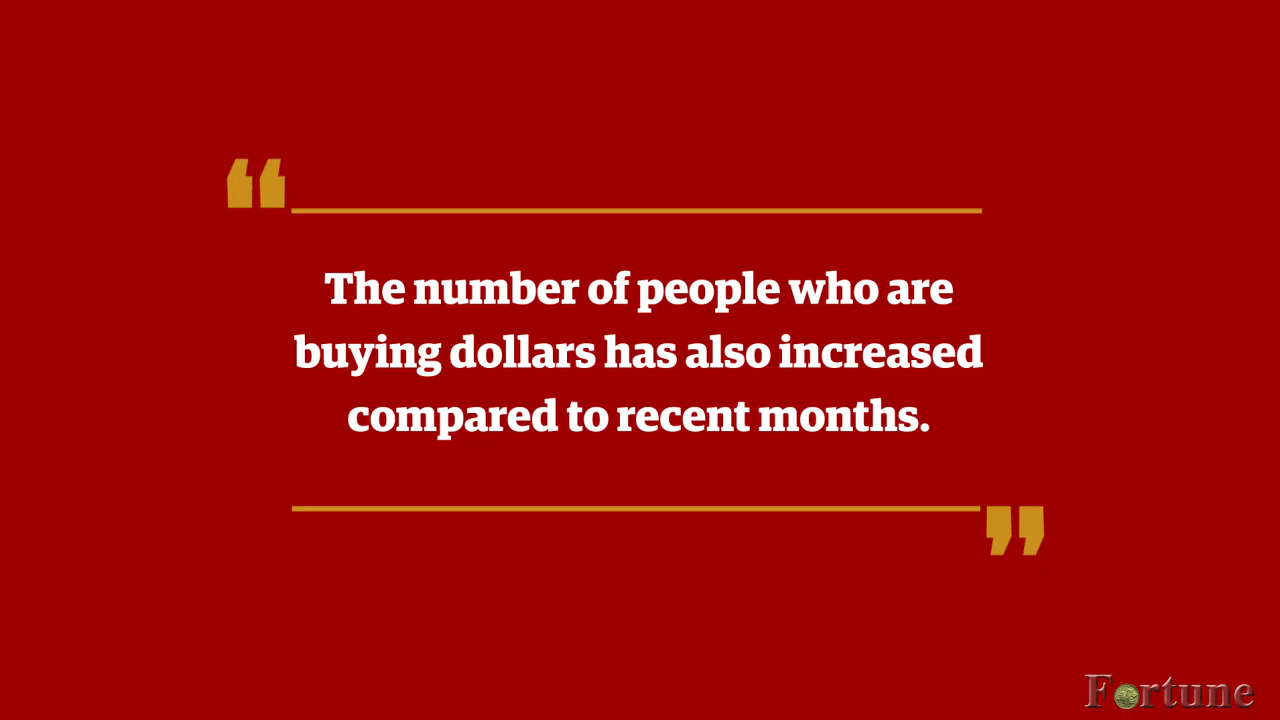 “
The number of people who are
buying dollars has also increased
compared to recent months.
”
Fortune